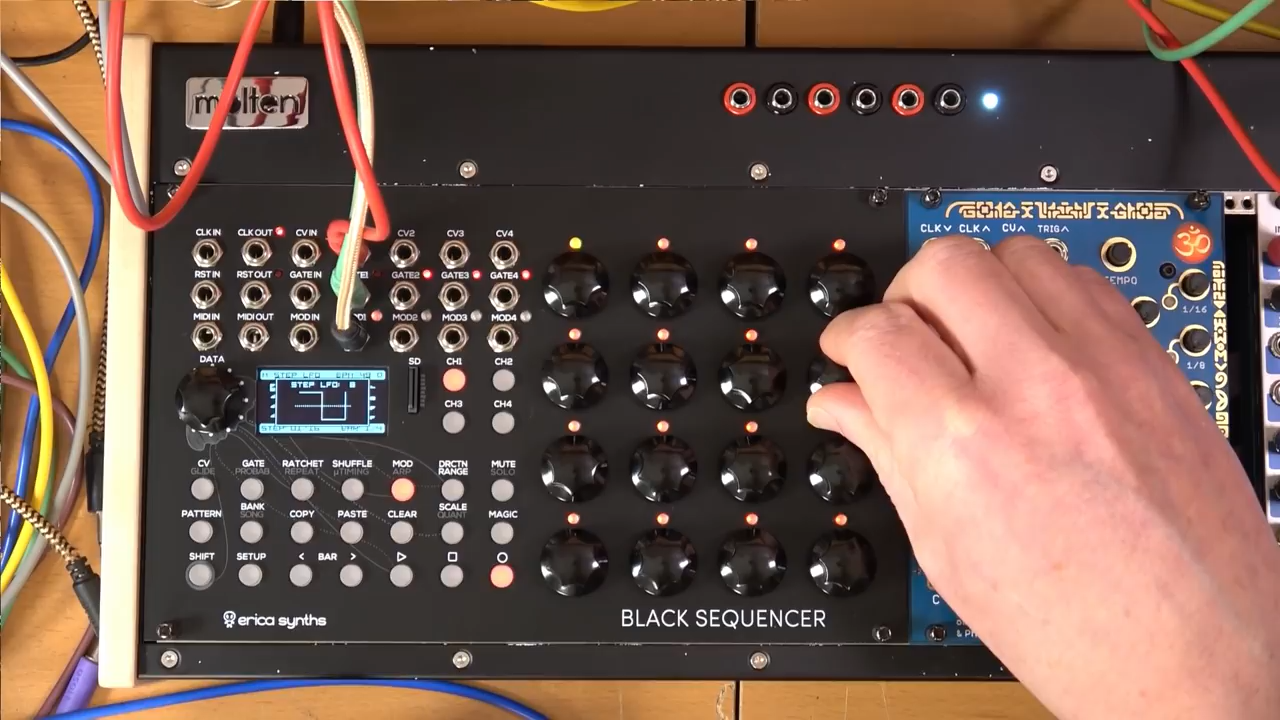 molten
CLK IN CLK OUT CV IN CV2 CV3 CV4
RST IN RST OUT GATE IN GATE2 GATE3 GATE4
MIDI IN MIDI OUT MOD IN MOD2 MOD3 MOD4
DATA
SD CH1 CH2
CH3 CH4
STEP LFO
STEP LFO: 8
CV GATE RATCHET SHUFFLE MOD DRCTN MUTE
GLIDE PROBAB REPEAT µTIMING ARP RANGE SOLO
PATTERN BANK COPY PASTE CLEAR SCALE MAGIC
SONG QUANT
SHIFT SETUP < BAR >
erica synths
BLACK SEQUENCER
CLK CLK CV TRIG
1/16
1/8